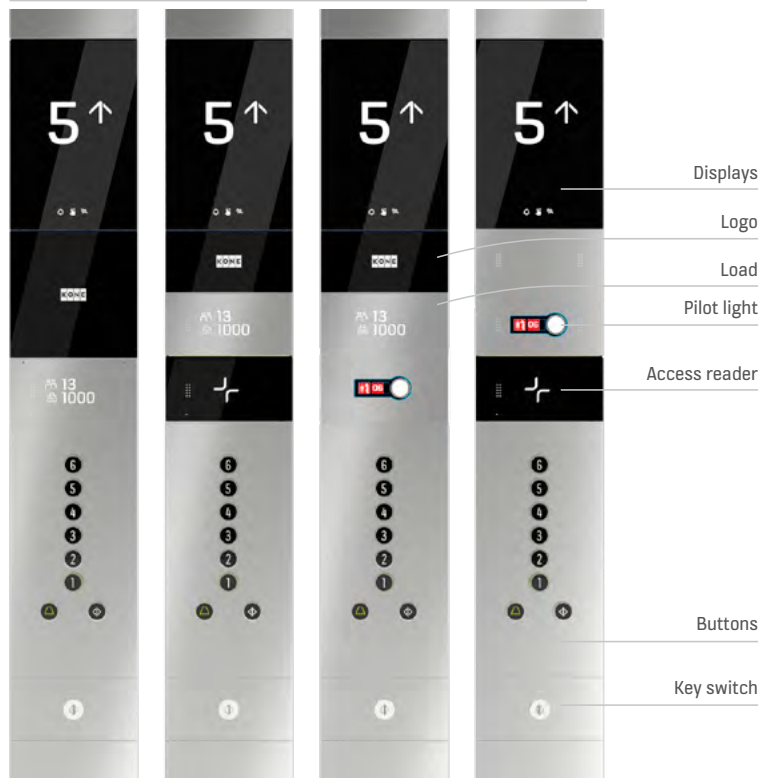 5 ↑ 5 ↑ 5 ↑ 5 ↑
Displays
Logo
KONE KONE
Load
KONE
13 13
1000 1000
Pilot light
Access reader
13
1000
6 6 6 6
5 5 5 5
4 4 4 4
3 3 3 3
2 2 2 2
1 1 1 1
Buttons
Key switch